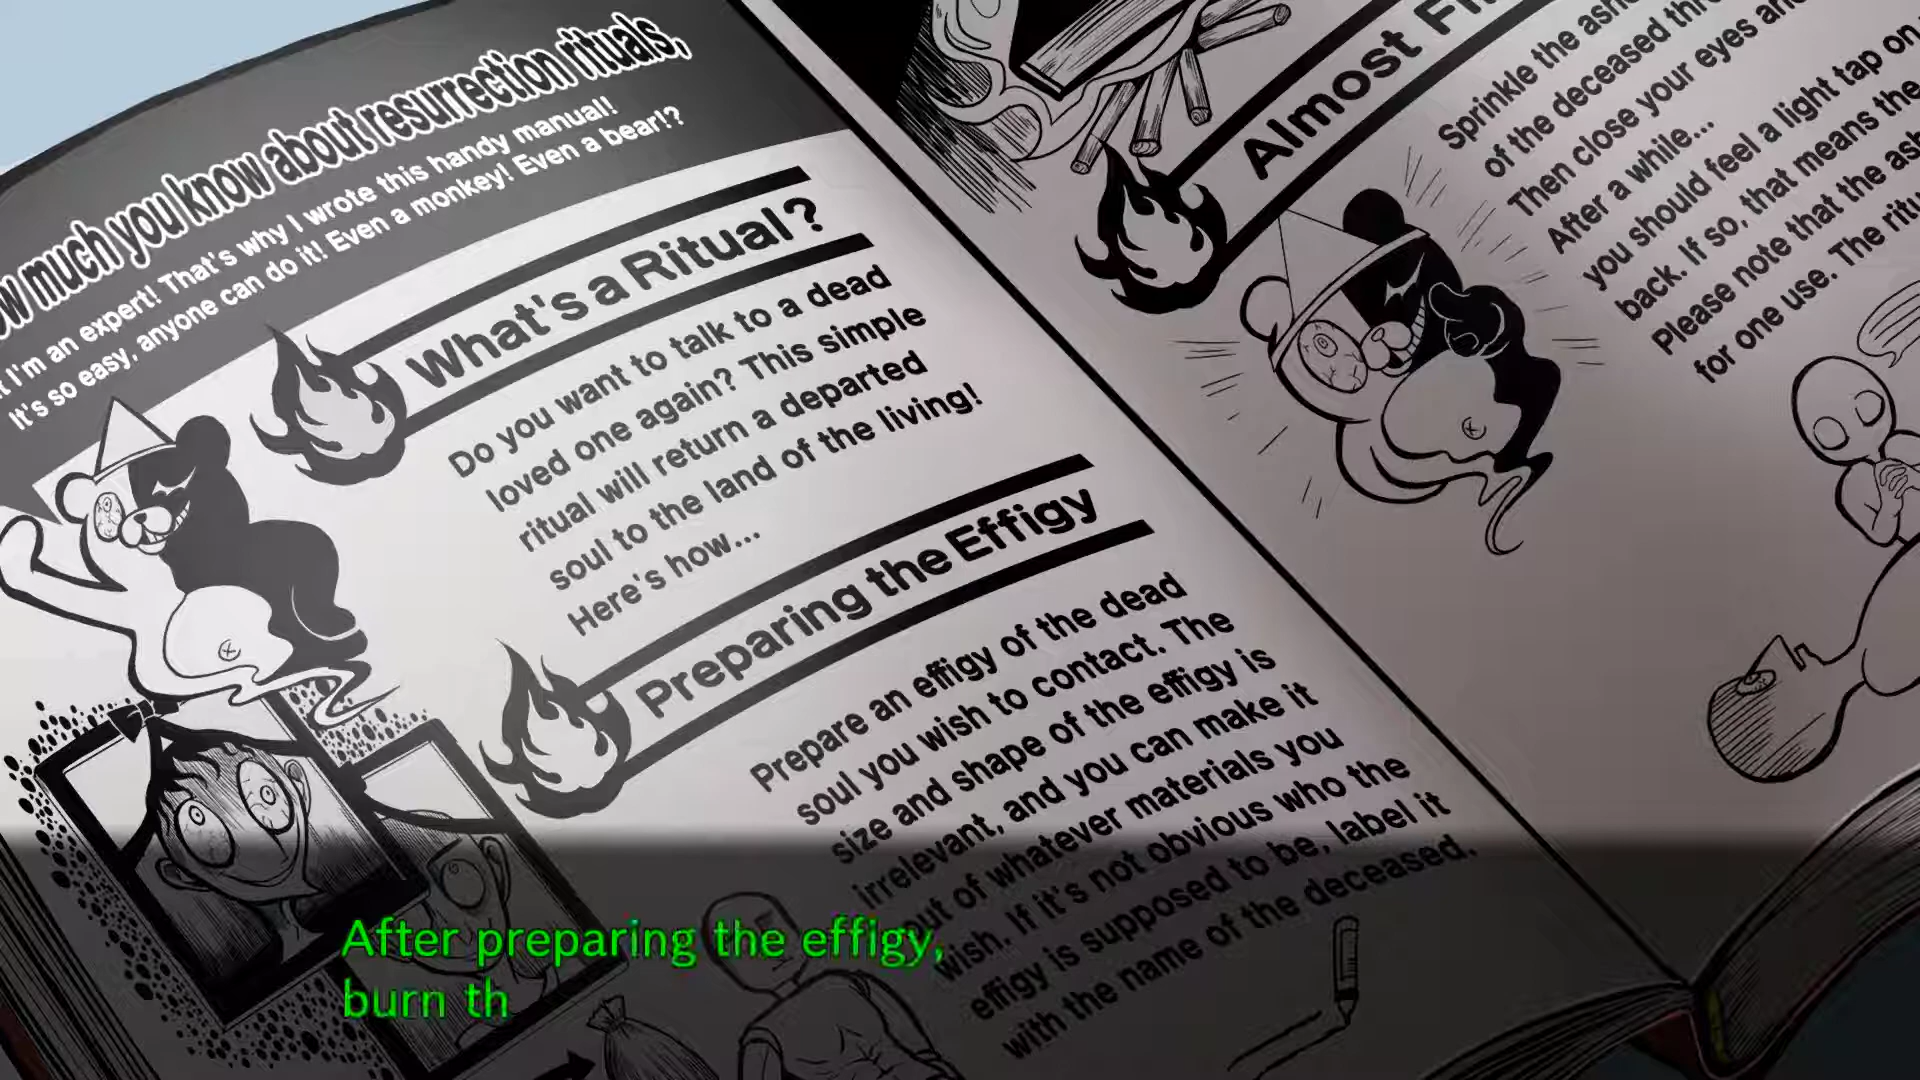 much you know about resurrection rituals,
I'm an expert! That's why I wrote this handy manual!
It's so easy, anyone can do it! Even a monkey! Even a bear!?
What's a Ritual?
Do you want to talk to a dead
loved one again? This simple
ritual will return a departed
soul to the land of the living!
Here's how...
Preparing the Effigy
Prepare an effigy of the dead
soul you wish to contact. The
size and shape of the effigy is
irrelevant, and you can make it
out of whatever materials you
wish. If it's not obvious who the
effigy is supposed to be, label it
with the name of the deceased.
Almost
Sprinkle the
of the deceased
Then close your eyes
After a while...
you should feel a light tap on
back. If so, that means the
Please note that the
for one use. The
After preparing the effigy,
burn th